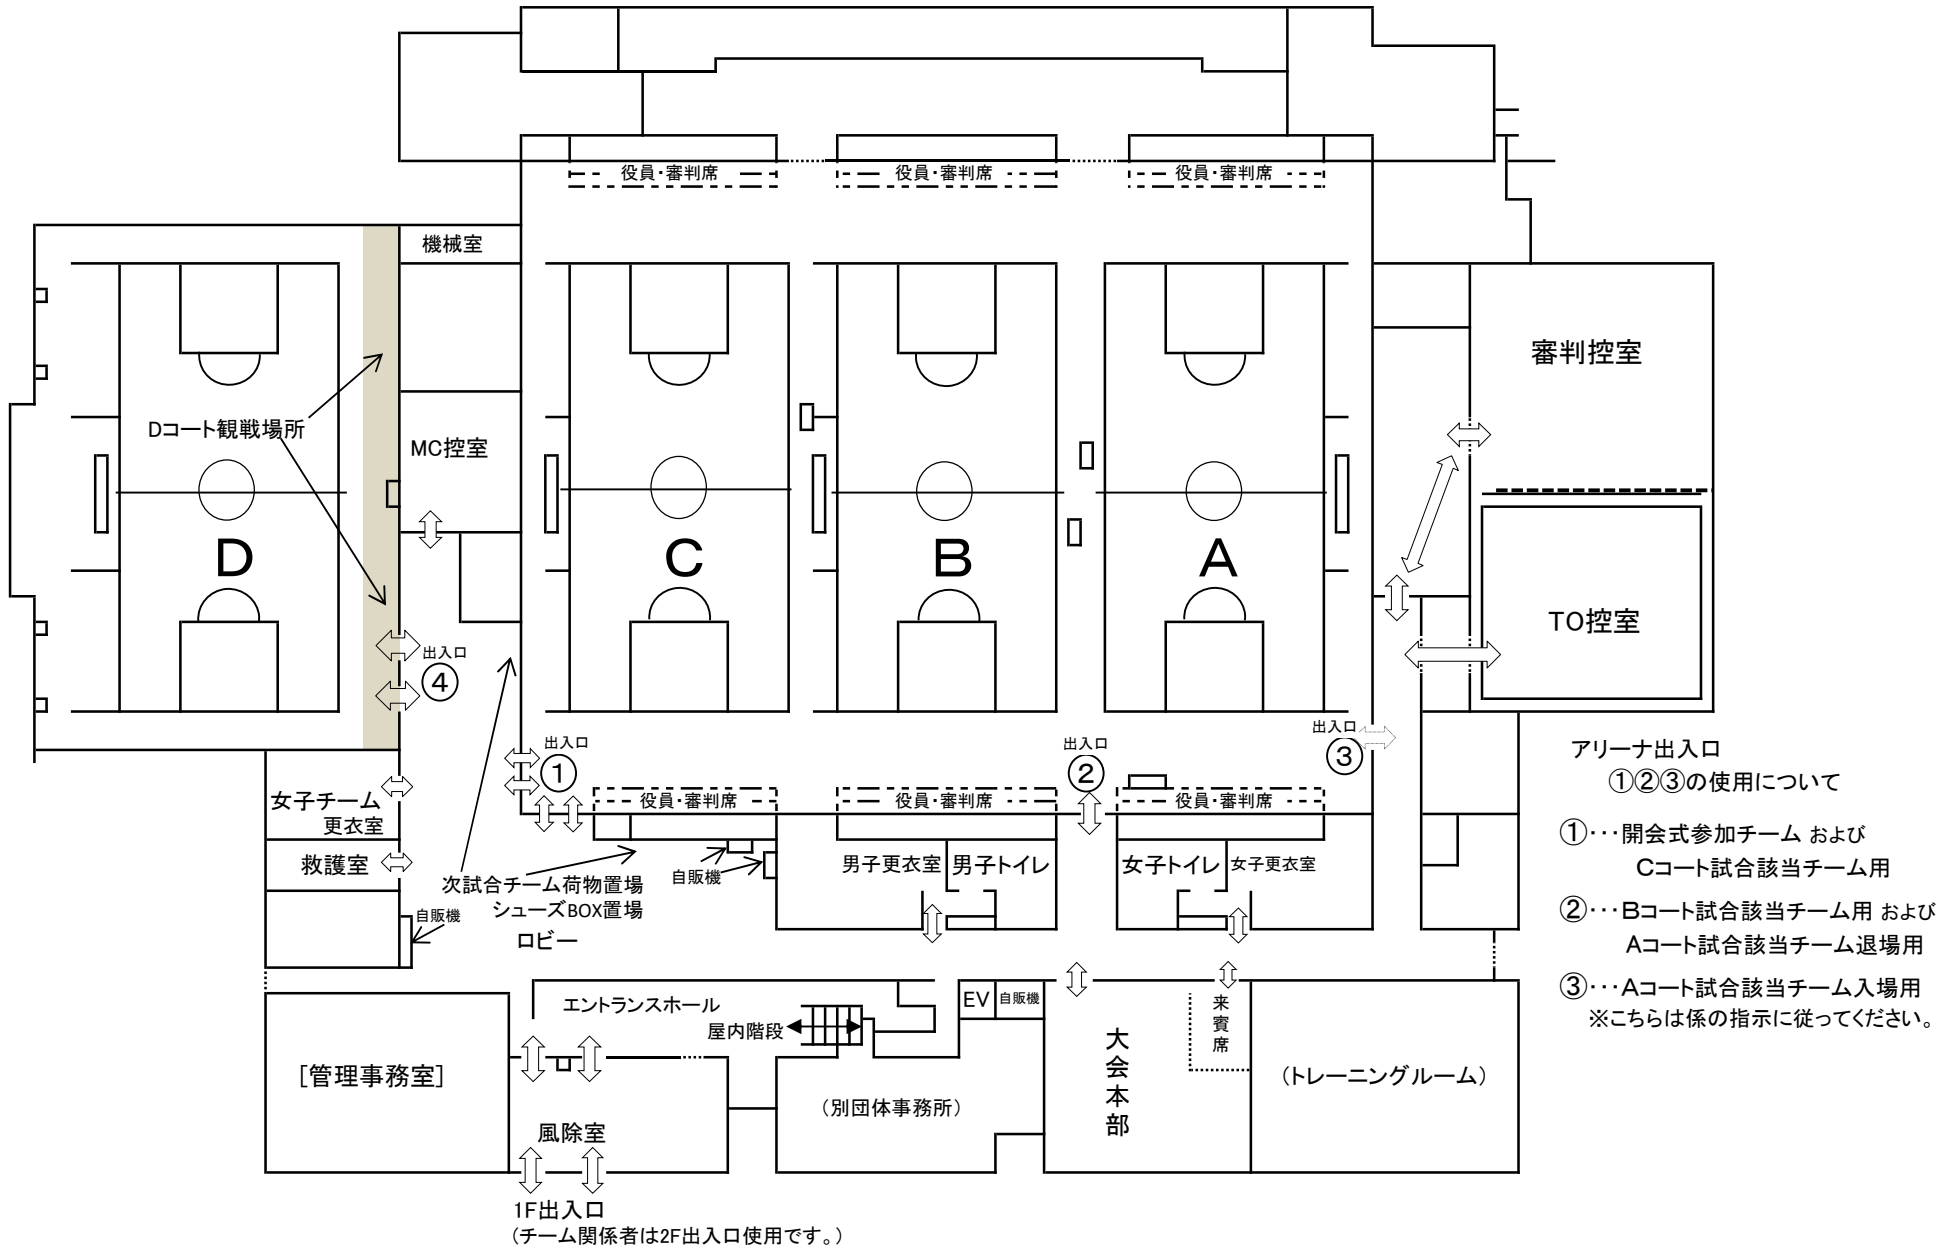 役員・審判席
役員・審判席
役員・審判席
機械室
審判控室
Dコート観戦場所
MC控室
D
C
B
A
TO控室
出入口
④
出入口
①
出入口
②
出入口
③
アリーナ出入口
①②③の使用について
①・・・開会式参加チーム および
Cコート試合該当チーム用
②・・・Bコート試合該当チーム用 および
Aコート試合該当チーム退場用
③・・・Aコート試合該当チーム入場用
※こちらは係の指示に従ってください。
役員・審判席
役員・審判席
役員・審判席
女子チーム
更衣室
救護室
自販機
次試合チーム荷物置場
シューズBOX置場
ロビー
自販機
男子更衣室
男子トイレ
女子トイレ
女子更衣室
エントランスホール
屋内階段
EV
自販機
来賓席
大会本部
[管理事務室]
（別団体事務所）
（トレーニングルーム）
風除室
1F出入口
（チーム関係者は2F出入口使用です。）